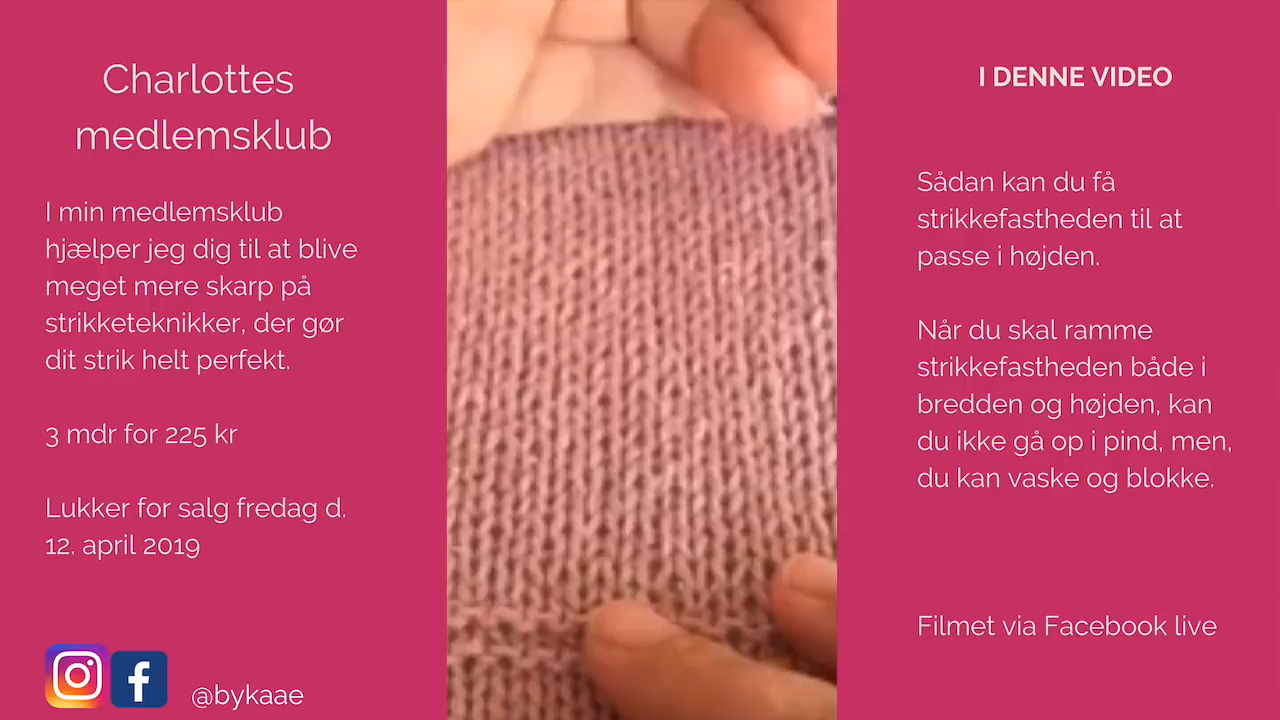 Charlottes
medlemsklub
I min medlemsklub
hjælper jeg dig til at blive
meget mere skarp på
strikketeknikker, der gør
dit strik helt perfekt.
3 mdr for 225 kr
Lukker for salg fredag d.
12. april 2019
@bykaae
I DENNE VIDEO
Sådan kan du få
strikkefastheden til at
passe i højden.
Når du skal ramme
strikkefastheden både i
bredden og højden, kan
du ikke gå op i pind, men,
du kan vaske og blokke.
Filmet via Facebook live